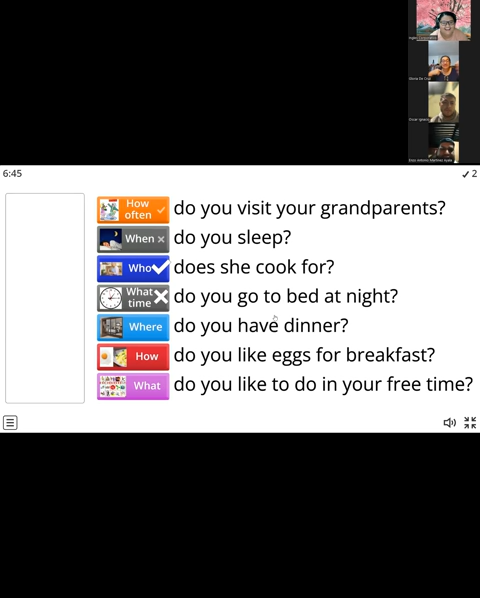 6:45
✓ 2
How often do you visit your grandparents?
When do you sleep?
Who does she cook for?
What time do you go to bed at night?
Where do you have dinner?
How do you like eggs for breakfast?
What do you like to do in your free time?